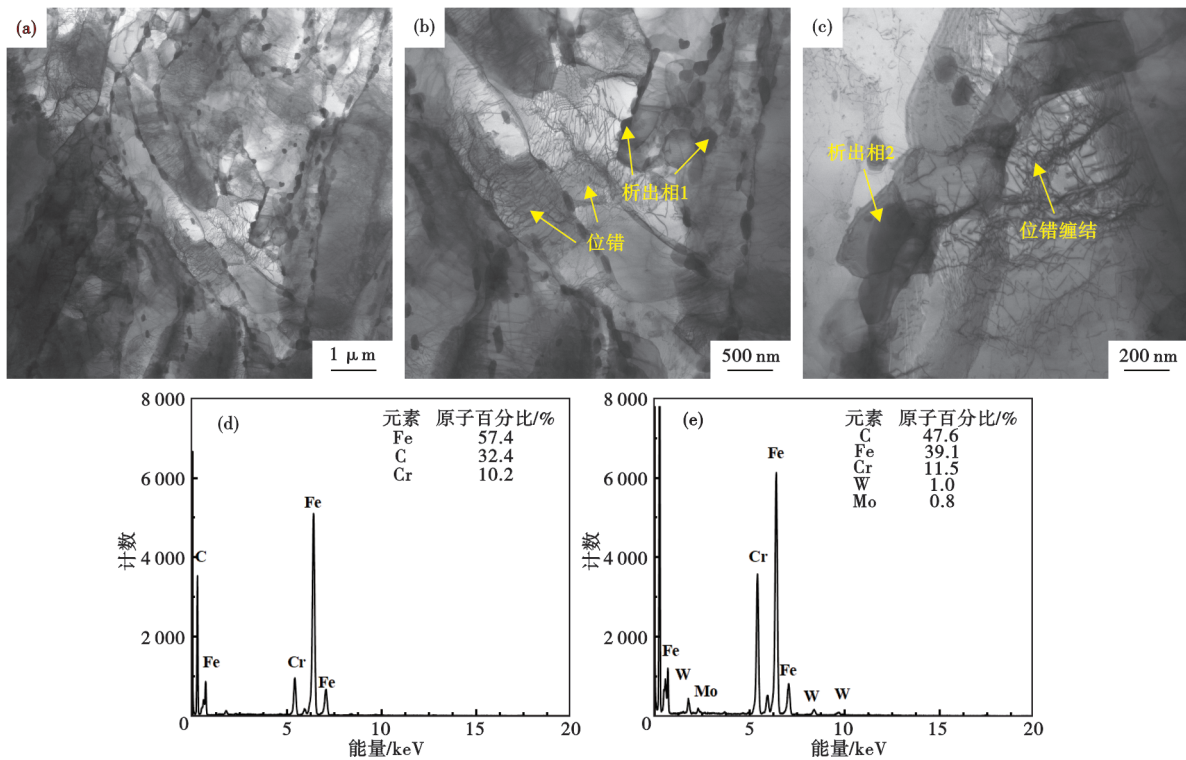 (a)
1 μm
(b)
析出相1
位错
500 nm
(c)
析出相2
位错缠结
200 nm
(d)
元素 原子百分比/%
Fe 57.4
C 32.4
Cr 10.2
8 000
6 000
4 000
2 000
0
5
10
15
20
计数
能量/keV
C
Fe
Cr
Fe
Fe
(e)
元素 原子百分比/%
C 47.6
Fe 39.1
Cr 11.5
W 1.0
Mo 0.8
8 000
6 000
4 000
2 000
0
5
10
15
20
计数
能量/keV
Fe
W
Mo
Cr
Fe
Fe
W
W